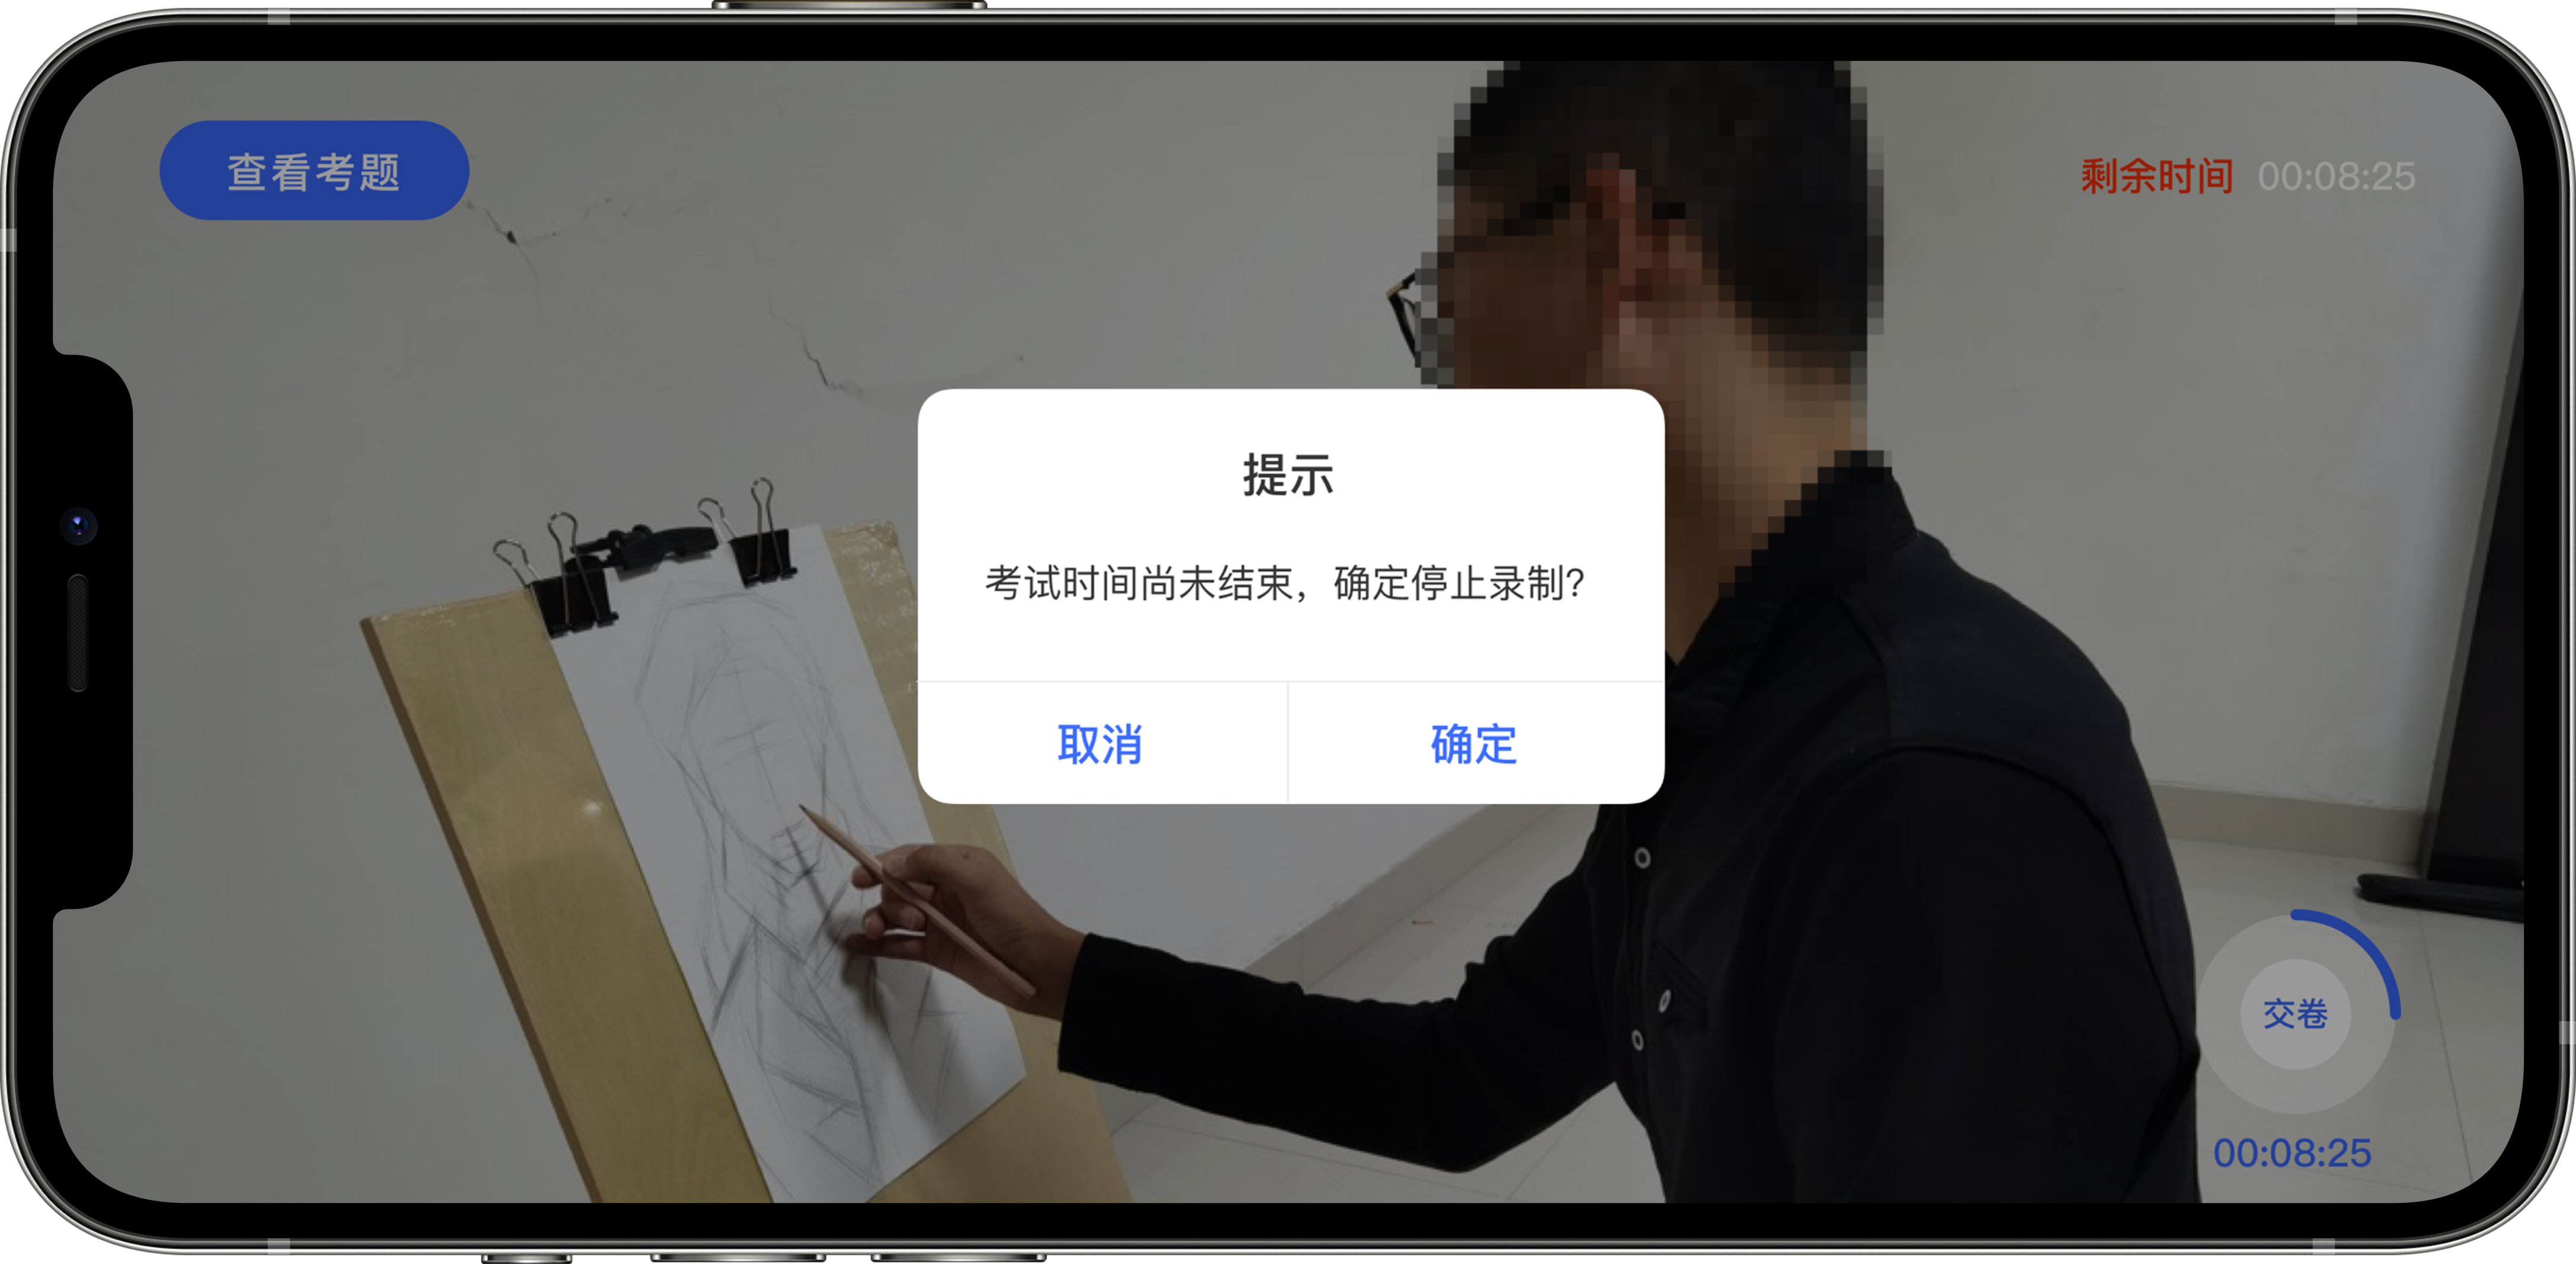 查看考题
剩余时间 00:08:25
提示
考试时间尚未结束，确定停止录制？
取消 确定
交卷
00:08:25